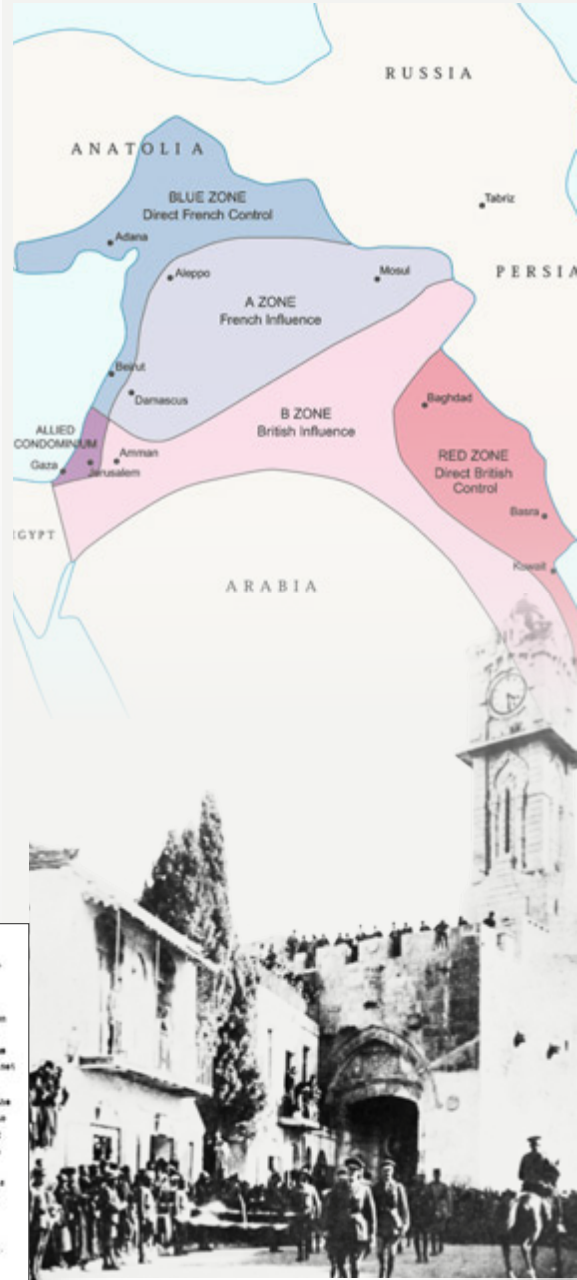 RUSSIA
ANATOLIA
BLUE ZONE
Direct French Control
Tabriz
Adana
PERSIA
Aleppo
Mosul
A ZONE
French Influence
Beirut
Damascus
Baghdad
B ZONE
British Influence
ALLIED
CONDOMINIUM
Amman
Gaza
Jerusalem
RED ZONE
Direct British
Control
Basra
GYPT
Kuwait
ARABIA